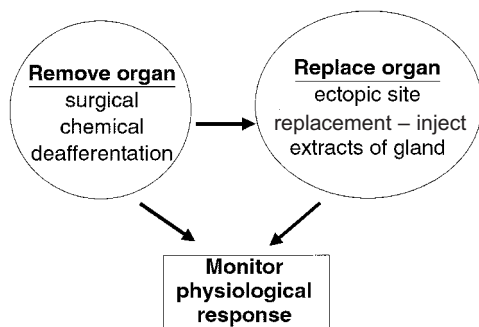 Remove organ
surgical
chemical
deafferentation
Replace organ
ectopic site
replacement – inject
extracts of gland
Monitor
physiological
response